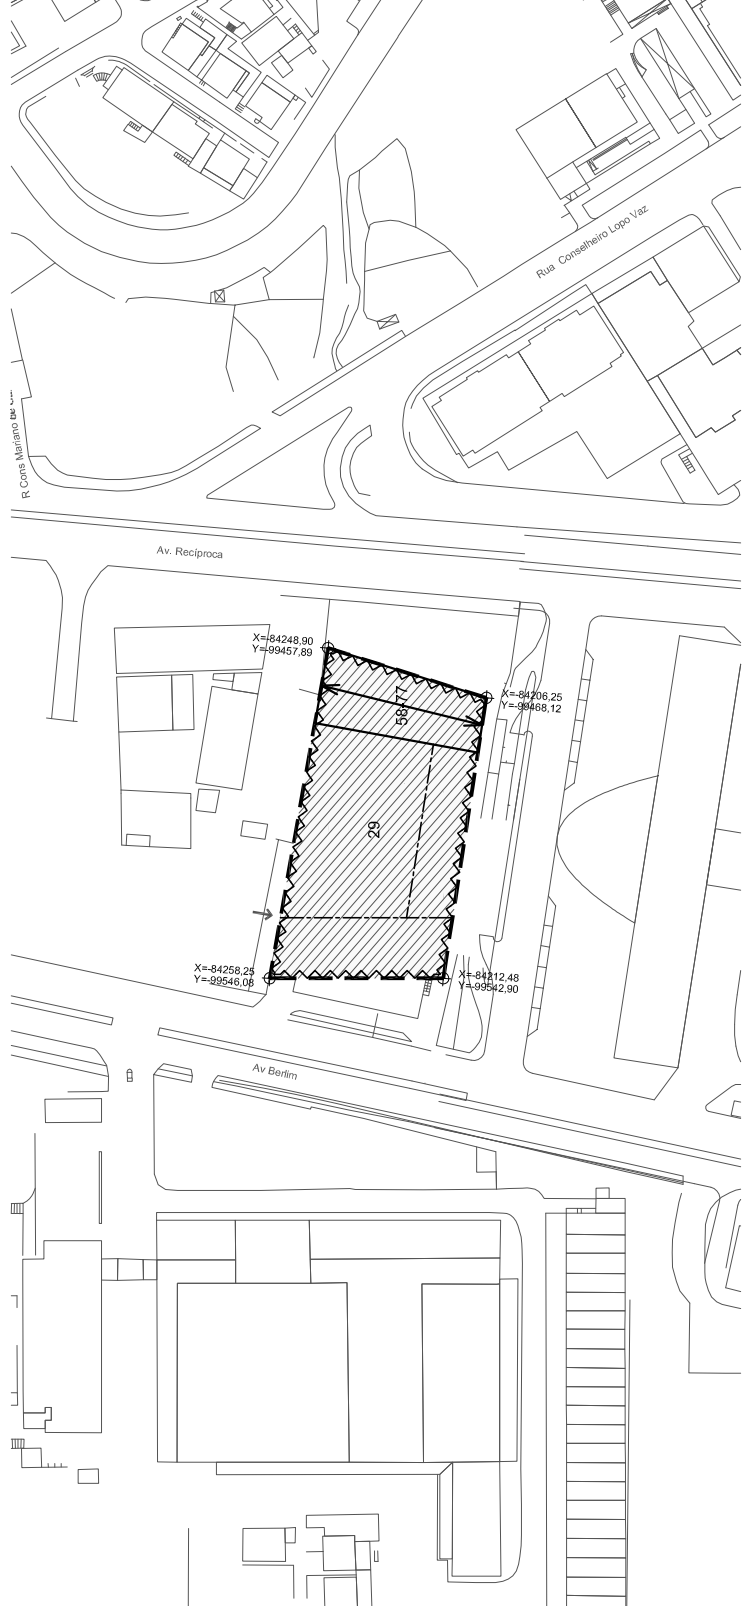 Rua Conselheiro Lopo Vaz
R Cons Mariano de
Av. Recíproca
X=-84248,90
Y=-99457,89
X=-84206,25
Y=-99468,12
58-77
29
X=-84258,25
Y=-99546,08
X=-84212,48
Y=-99542,90
Av Berlim